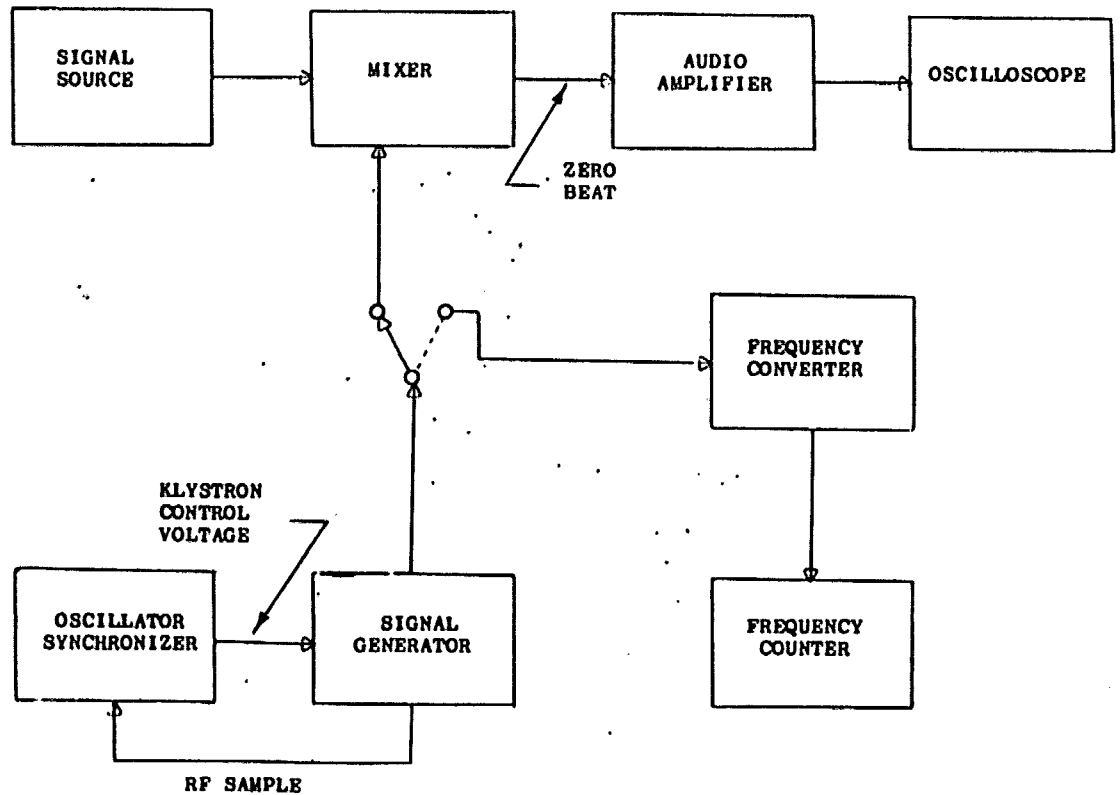 SIGNAL
SOURCE
MIXER
AUDIO
AMPLIFIER
OSCILLOSCOPE
ZERO
BEAT
FREQUENCY
CONVERTER
KLYSTRON
CONTROL
VOLTAGE
OSCILLATOR
SYNCHRONIZER
SIGNAL
GENERATOR
FREQUENCY
COUNTER
RF SAMPLE